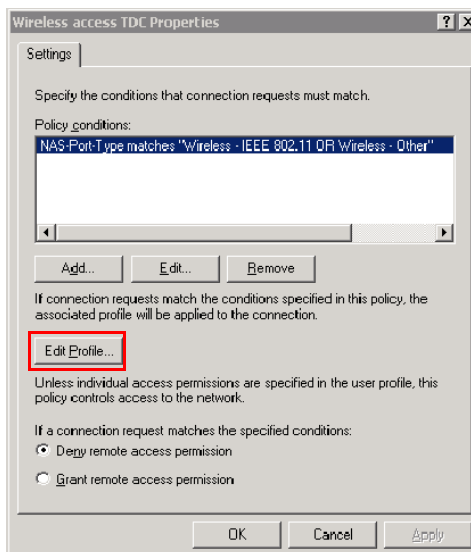 Wireless access TDC Properties
Settings
Specify the conditions that connection requests must match.
Policy conditions:
NAS-Port-Type matches "Wireless - IEEE 802.11 OR Wireless - Other"
Add... Edit... Remove
If connection requests match the conditions specified in this policy, the
associated profile will be applied to the connection.
Edit Profile...
Unless individual access permissions are specified in the user profile, this
policy controls access to the network.
If a connection request matches the specified conditions:
Deny remote access permission
Grant remote access permission
OK Cancel Apply